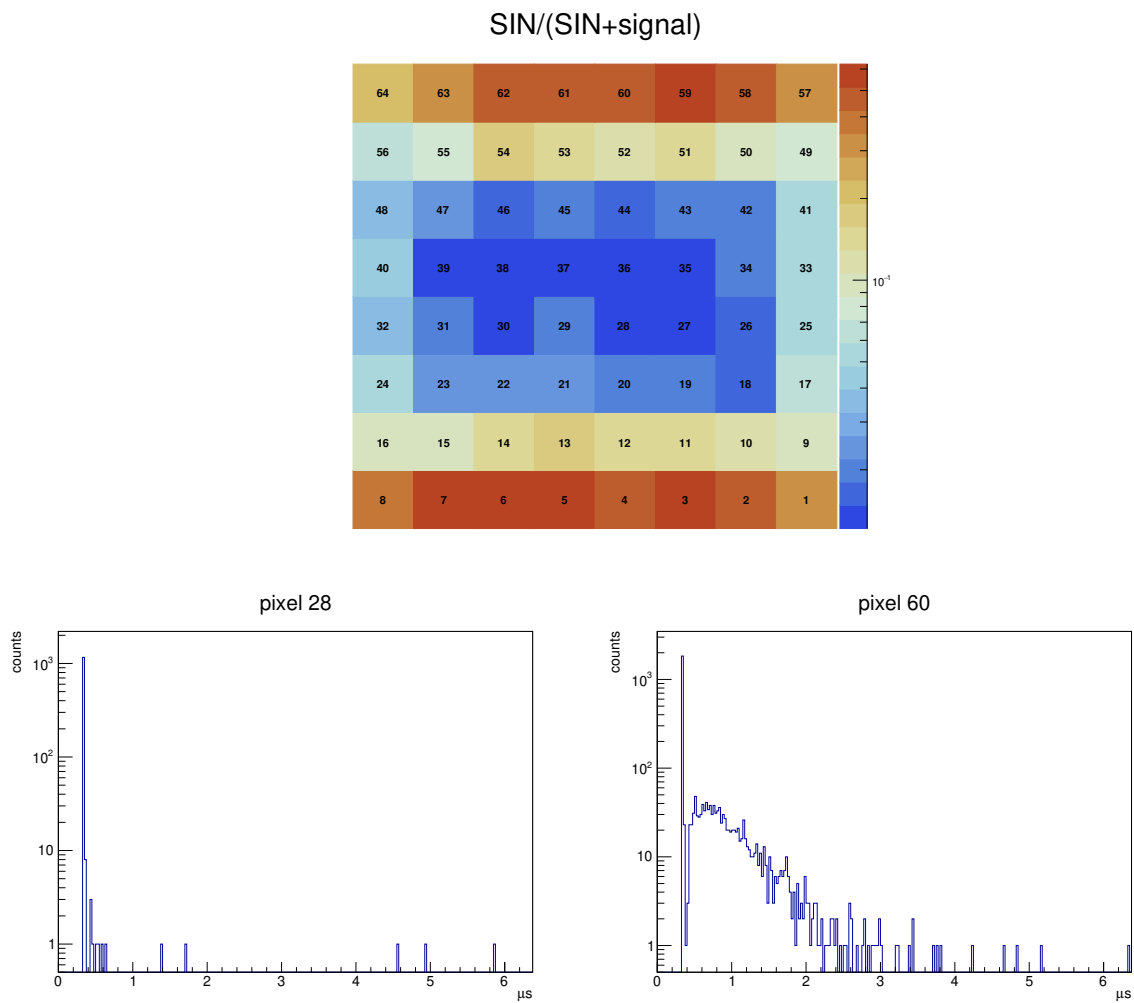 SIN/(SIN+signal)
64 63 62 61 60 59 58 57
56 55 54 53 52 51 50 49
48 47 46 45 44 43 42 41
40 39 38 37 36 35 34 33
10⁻¹
32 31 30 29 28 27 26 25
24 23 22 21 20 19 18 17
16 15 14 13 12 11 10 9
8 7 6 5 4 3 2 1
pixel 28
counts
10³
10²
10
1
0 1 2 3 4 5 6
μs
pixel 60
counts
10³
10²
10
1
0 1 2 3 4 5 6
μs